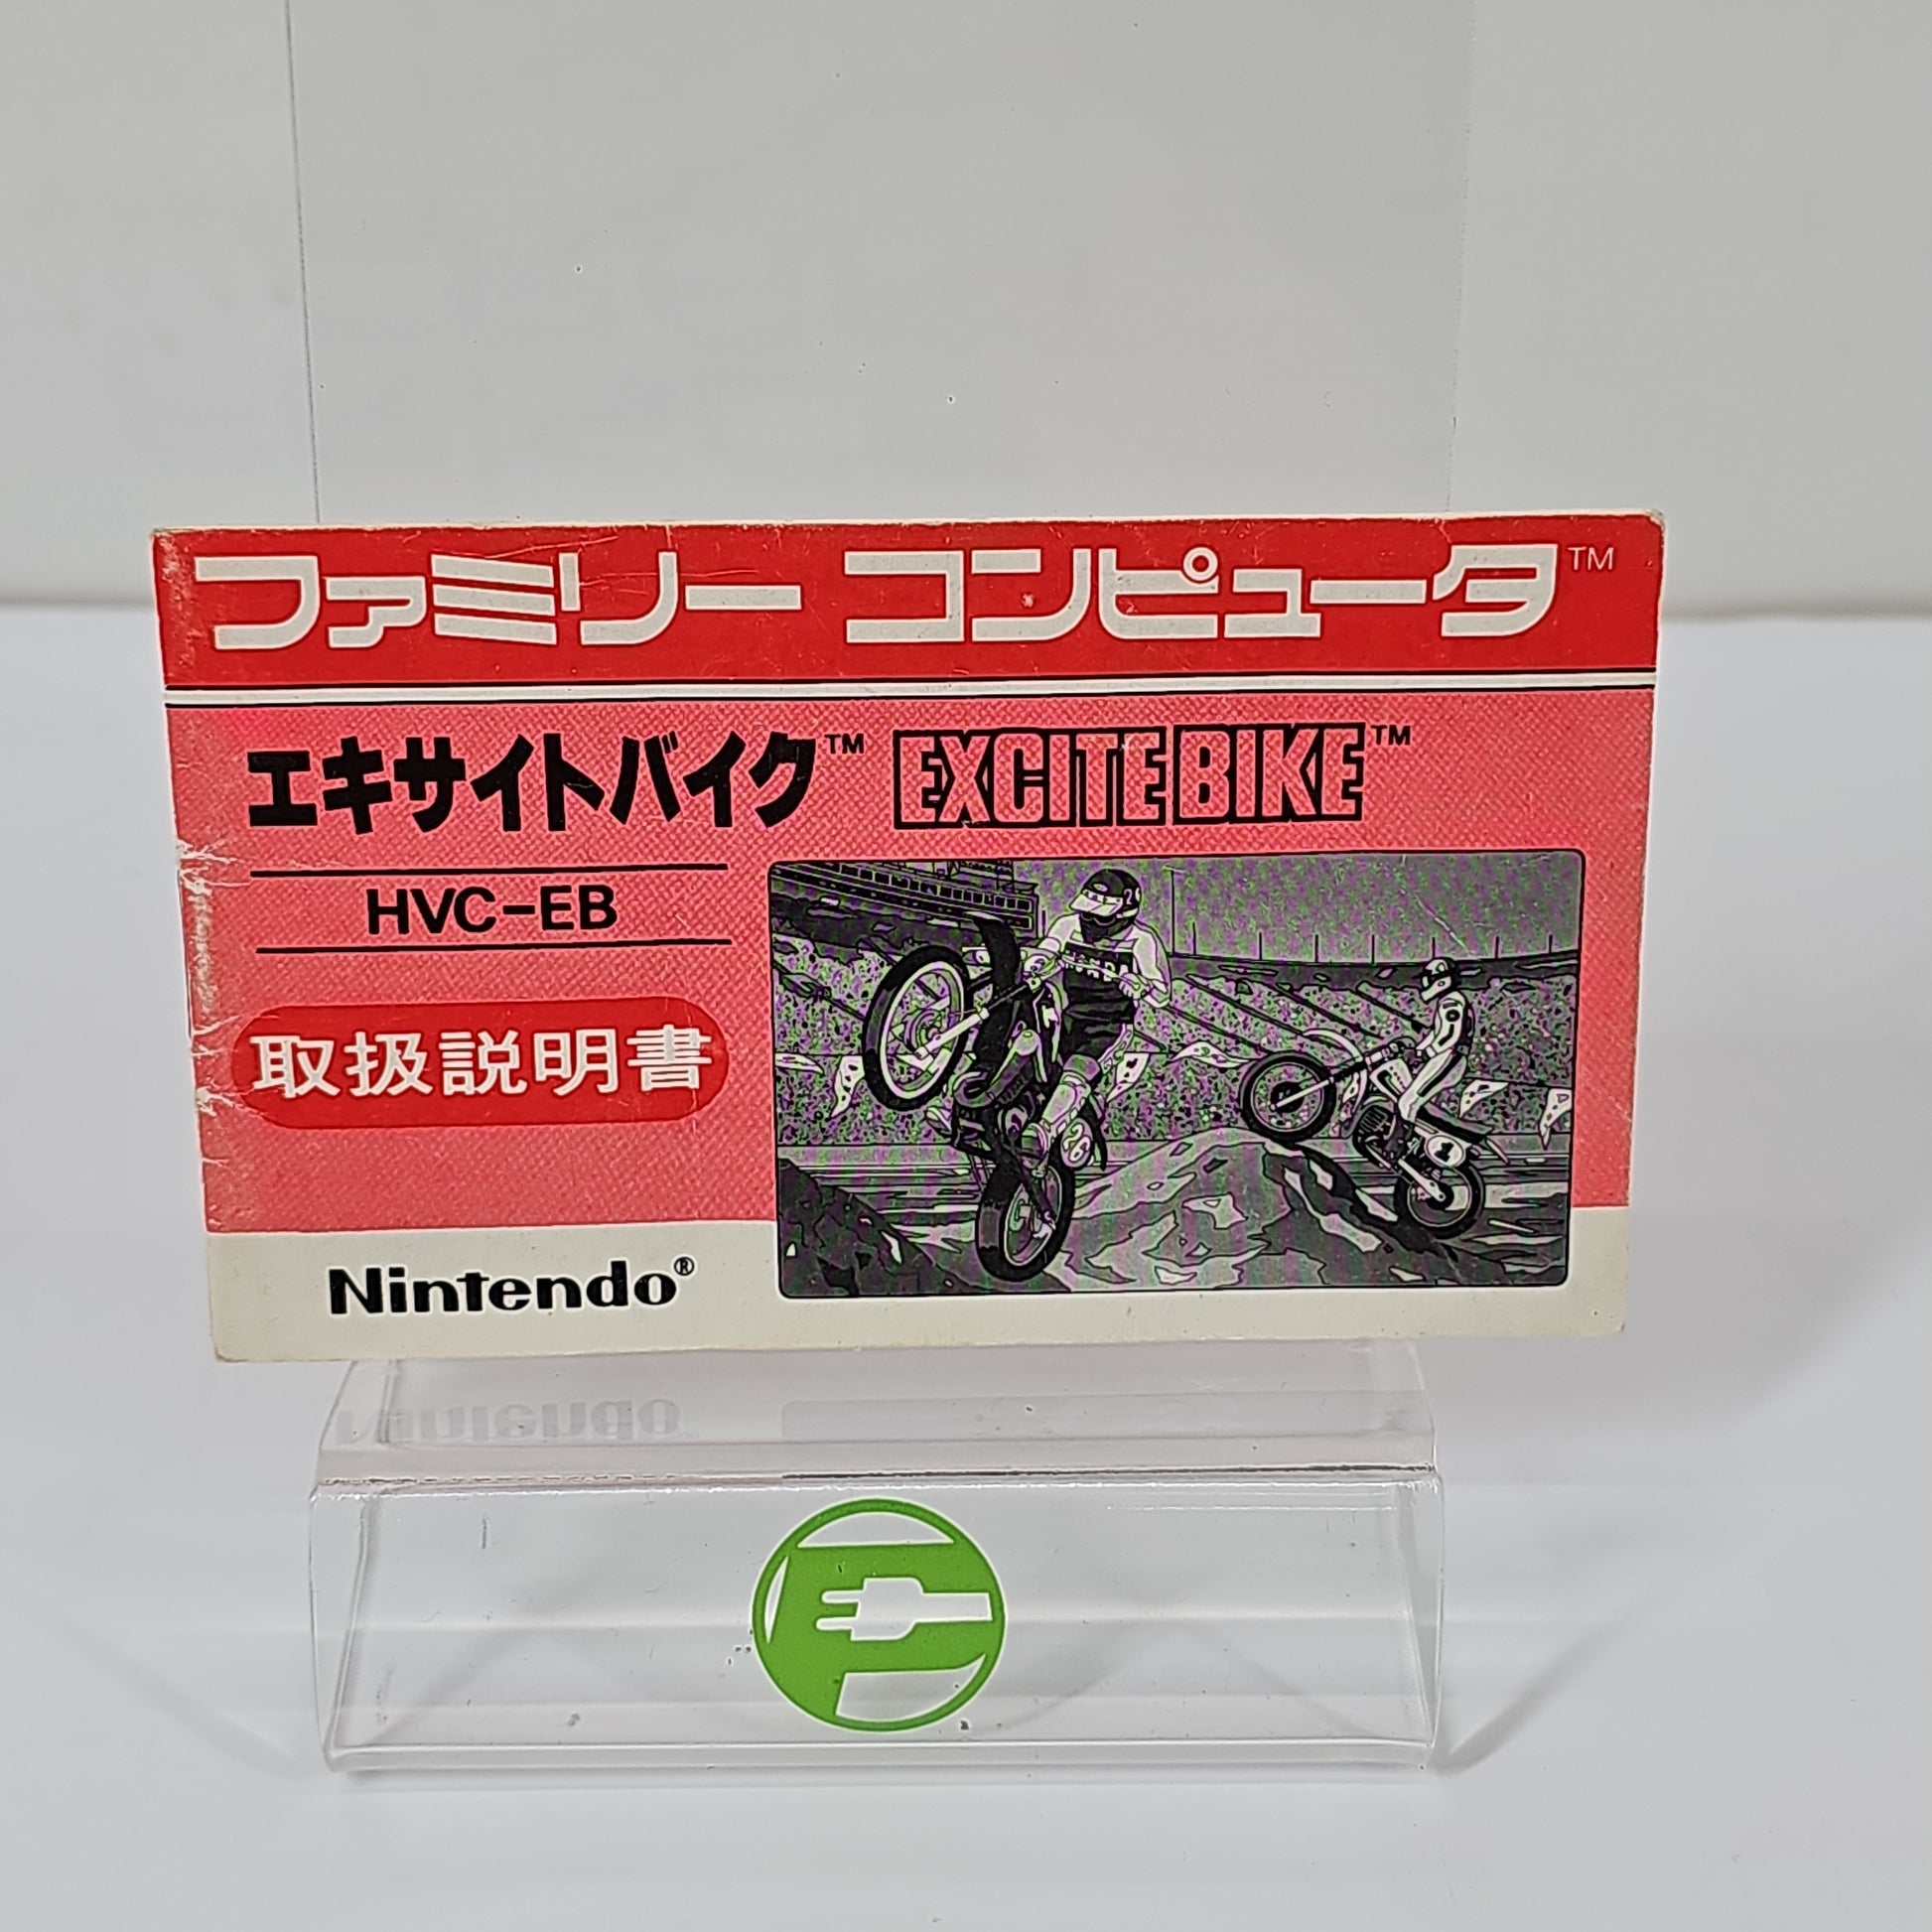 ファミリー コンピュータ™
エキサイトバイク™ EXCITEBIKE™
HVC-EB
取扱説明書
Nintendo®
1